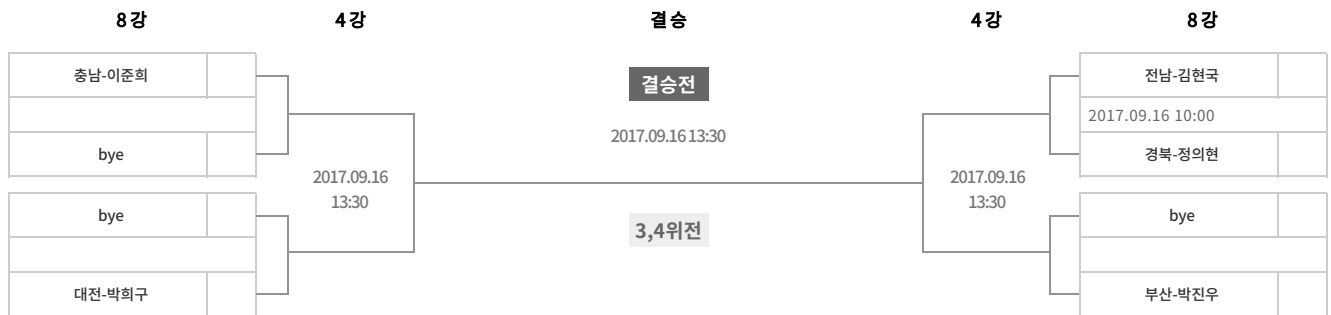 8강 4강 결승 4강 8강
충남-이준희
bye
bye
대전-박희구
2017.09.16
13:30
결승전
2017.09.16 13:30
3,4위전
2017.09.16
13:30
전남-김현국
2017.09.16 10:00
경북-정의현
bye
부산-박진우